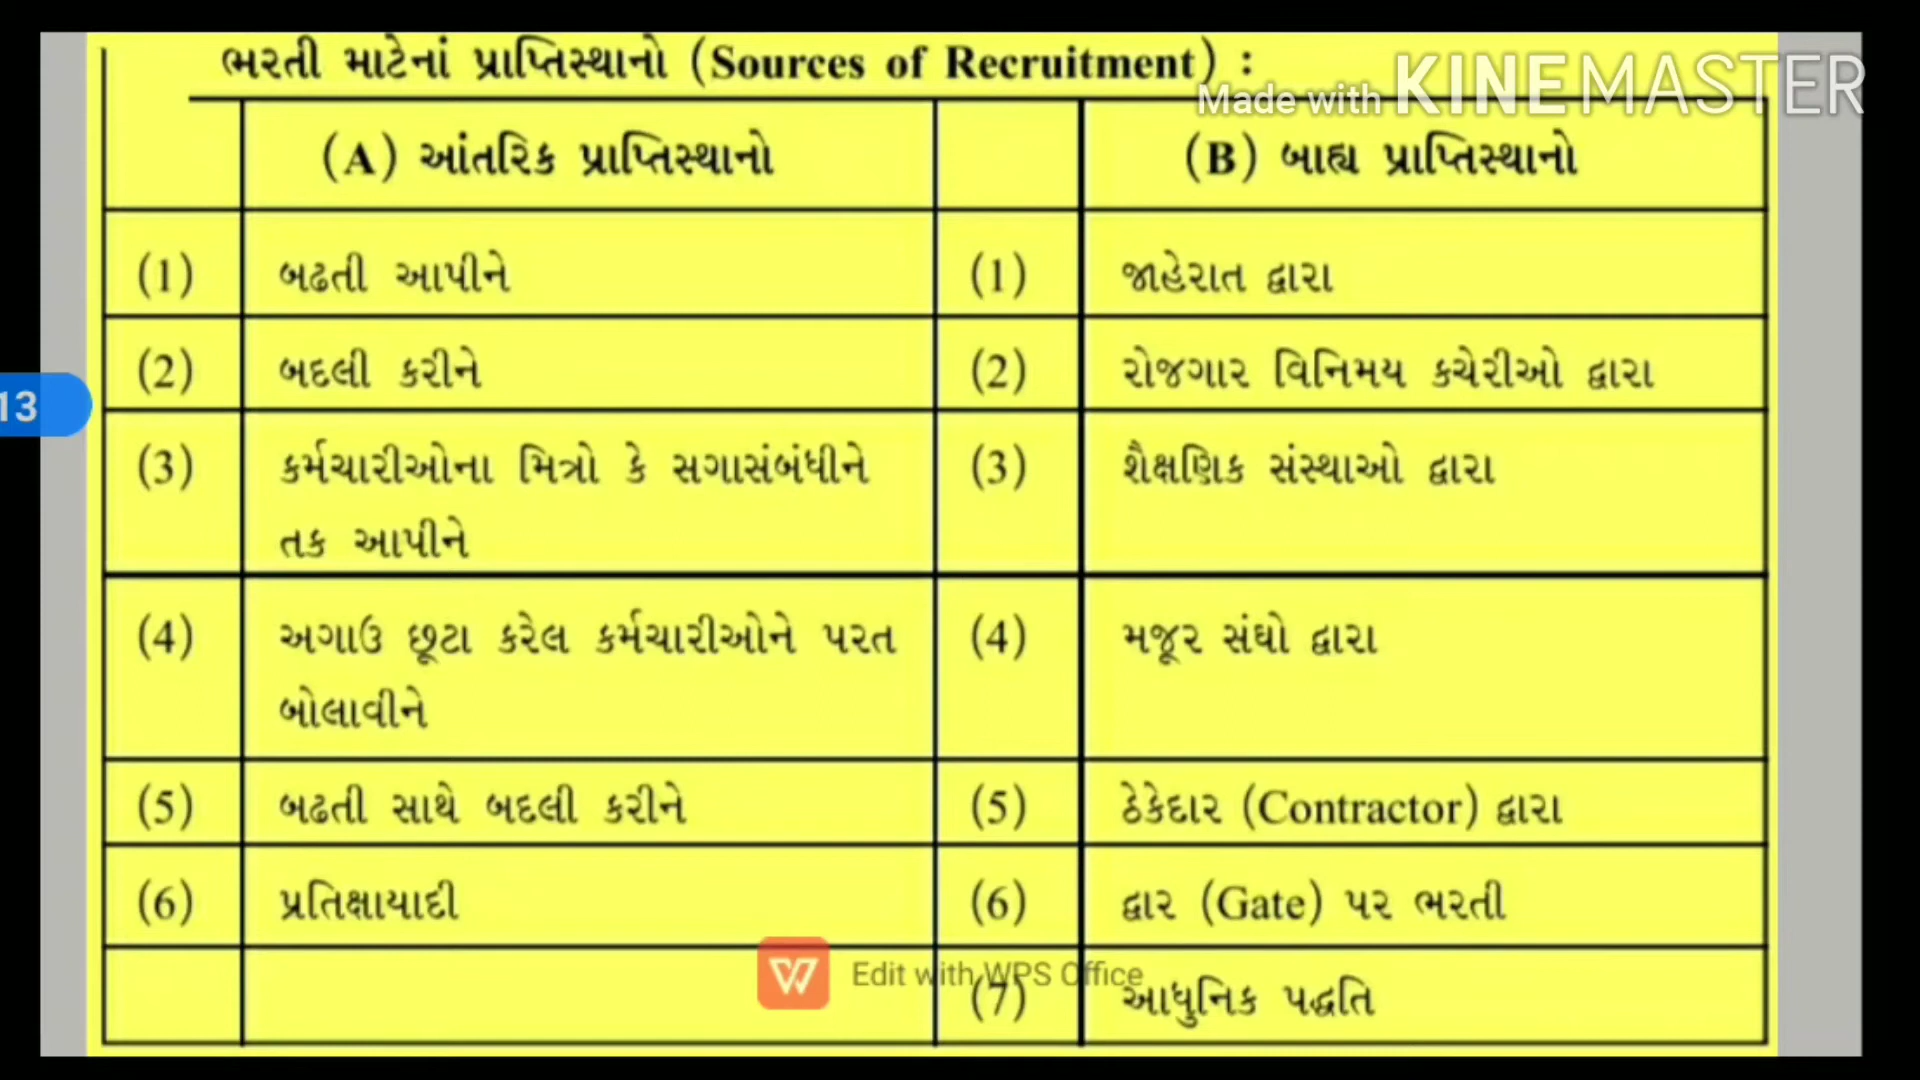 ભરતી માટેનાં પ્રાપ્તિસ્થાનો (Sources of Recruitment) :
Made with KINEMASTER
(A) આંતરિક પ્રાપ્તિસ્થાનો (B) બાહ્ય પ્રાપ્તિસ્થાનો
(1) બઢતી આપીને (1) જાહેરાત દ્વારા
(2) બદલી કરીને (2) રોજગાર વિનિમય કચેરીઓ દ્વારા
13
(3) કર્મચારીઓના મિત્રો કે સગાસંબંધીને (3) શૈક્ષણિક સંસ્થાઓ દ્વારા
તક આપીને
(4) અગાઉ છૂટા કરેલ કર્મચારીઓને પરત (4) મજૂર સંઘો દ્વારા
બોલાવીને
(5) બઢતી સાથે બદલી કરીને (5) ઠેકેદાર (Contractor) દ્વારા
(6) પ્રતિક્ષાયાદી (6) દ્વાર (Gate) પર ભરતી
Edit with WPS Office
(7) આધુનિક પદ્ધતિ